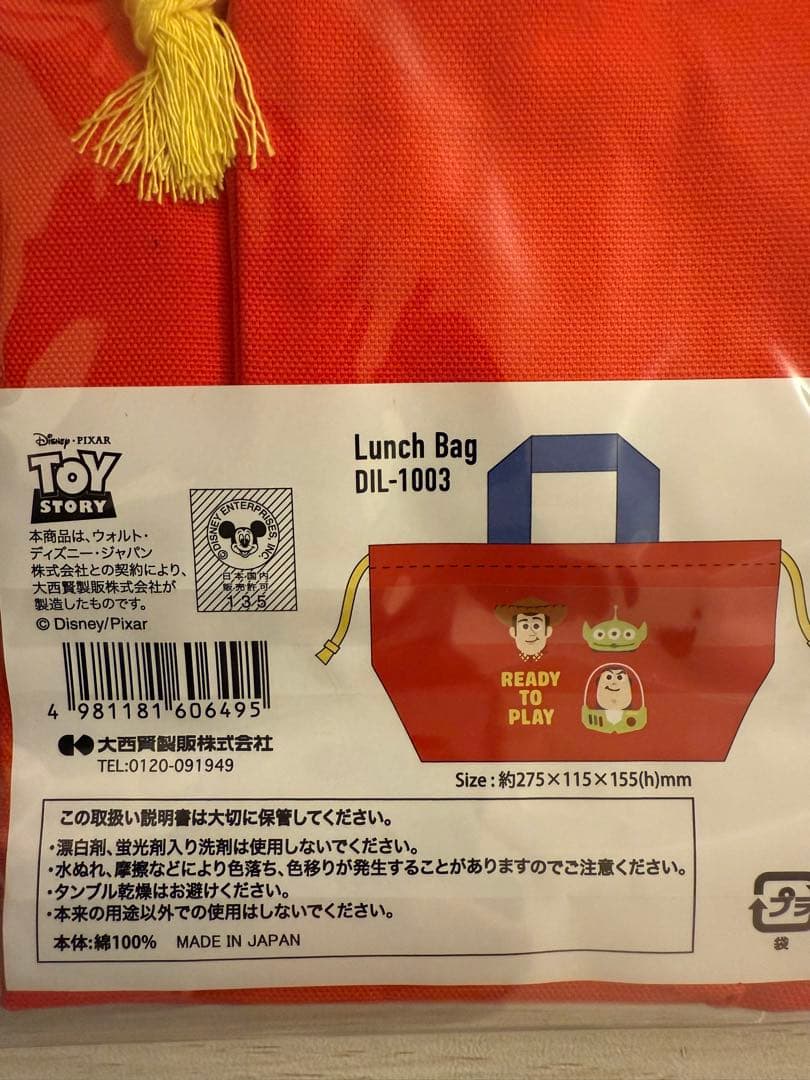 Disney・PIXAR
TOY
STORY
本商品は、ウォルト・
ディズニー・ジャパン
株式会社との契約により、
大西賢製販株式会社が
製造したものです。
© Disney/Pixar
© DISNEY ENTERPRISES, INC.
日本国内
販売許可
135
Lunch Bag
DIL-1003
READY
TO
PLAY
4 981181 606495
大西賢製販株式会社
TEL:0120-091949
Size : 約275×115×155(h)mm
この取扱い説明書は大切に保管してください。
・漂白剤、蛍光剤入り洗剤は使用しないでください。
・水ぬれ、摩擦などにより色落ち、色移りが発生することがありますのでご注意ください。
・タンブル乾燥はお避けください。
・本来の用途以外での使用はしないでください。
本体:綿100% MADE IN JAPAN
プラ
袋